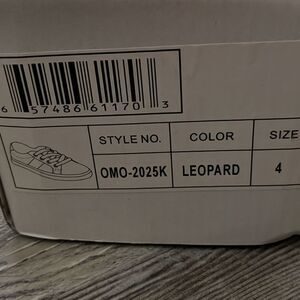 6 57486 61170 3
STYLE NO. COLOR SIZE
OMO-2025K LEOPARD 4